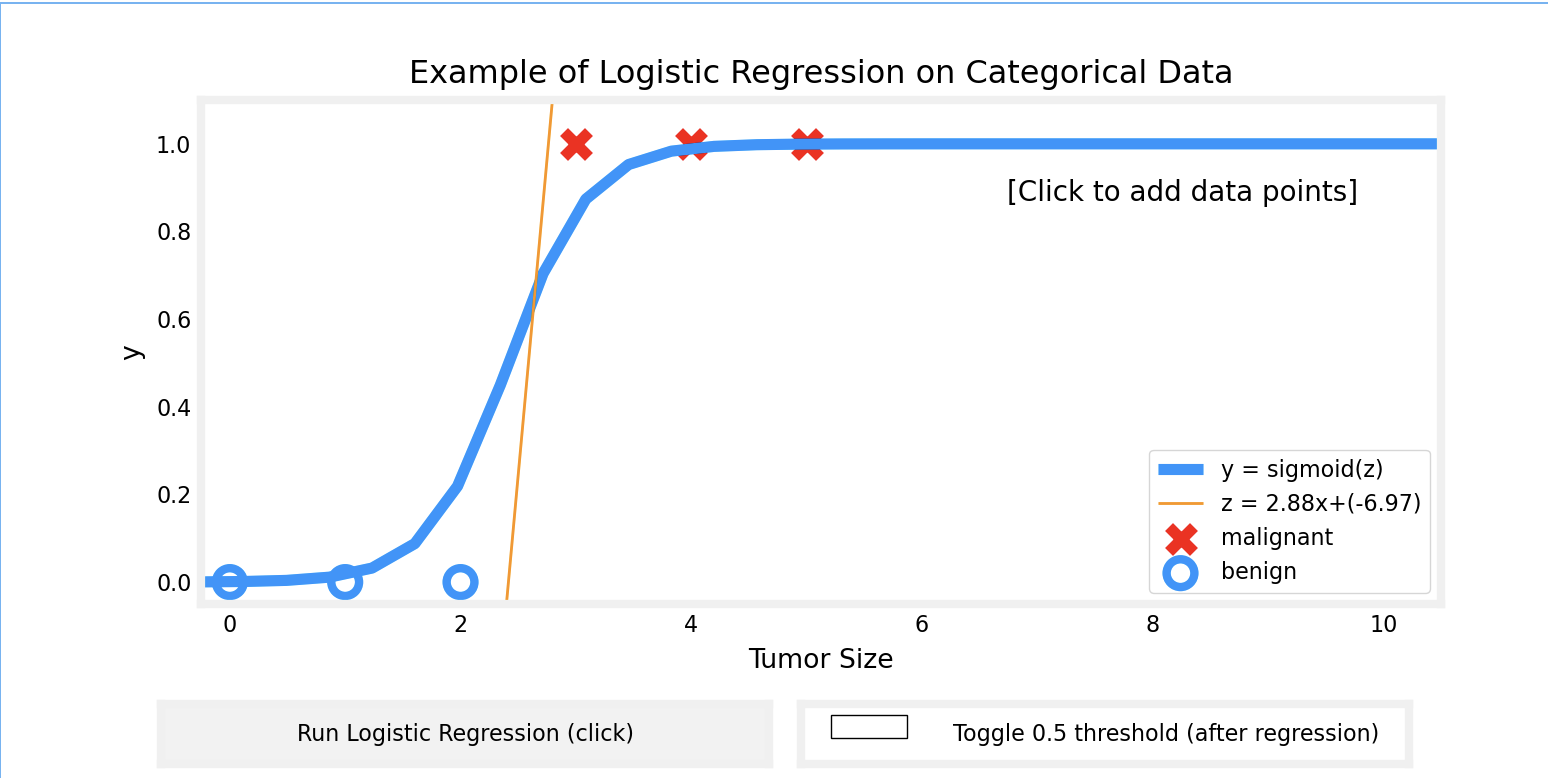 Example of Logistic Regression on Categorical Data
1.0
[Click to add data points]
0.8
0.6
y
0.4
0.2
0.0
y = sigmoid(z)
z = 2.88x+(-6.97)
malignant
benign
0 2 4 6 8 10
Tumor Size
Run Logistic Regression (click)
Toggle 0.5 threshold (after regression)